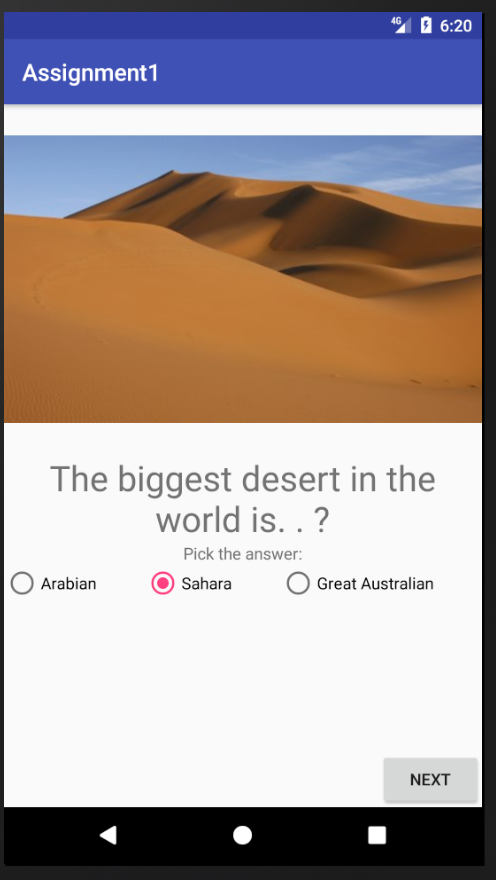 4G 6:20
Assignment1
The biggest desert in the
world is. . ?
Pick the answer:
Arabian Sahara Great Australian
NEXT